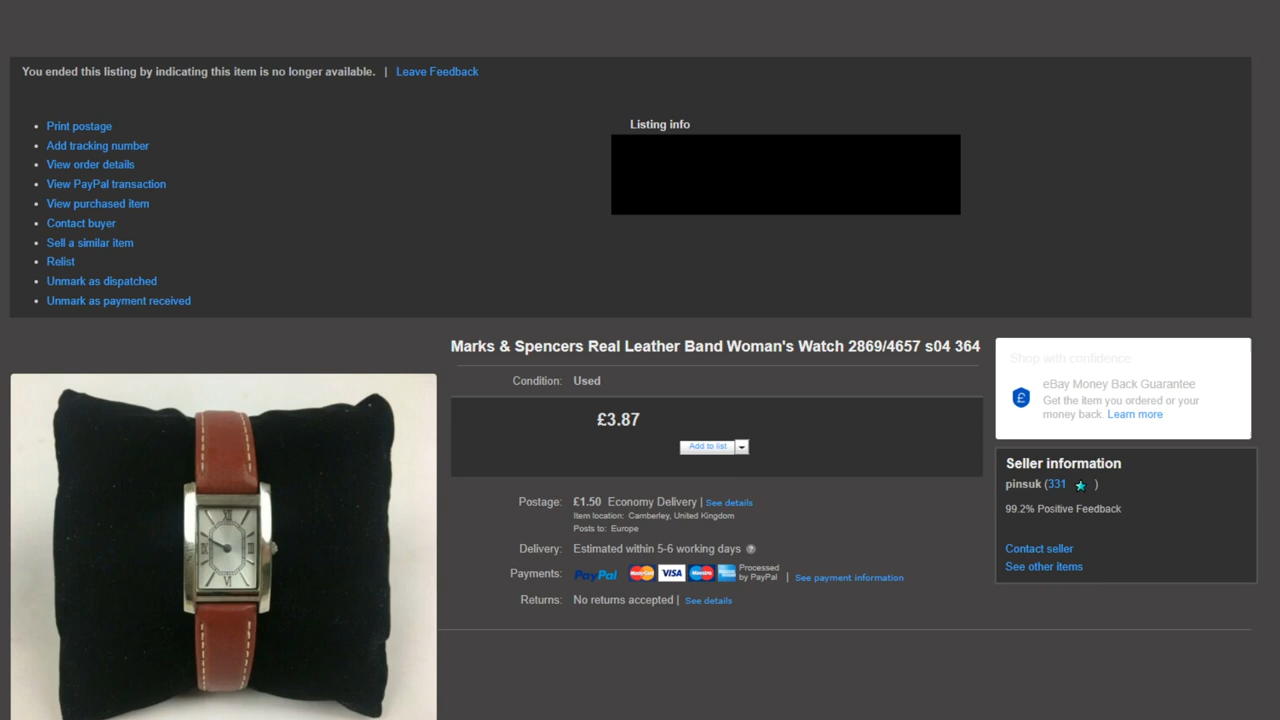 You ended this listing by indicating this item is no longer available. | Leave Feedback
Print postage
Add tracking number
View order details
View PayPal transaction
View purchased item
Contact buyer
Sell a similar item
Relist
Unmark as dispatched
Unmark as payment received
Listing info
Marks & Spencers Real Leather Band Woman's Watch 2869/4657 s04 364
Condition: Used
£3.87
Add to list
Postage: £1.50 Economy Delivery | See details
Item location: Camberley, United Kingdom
Posts to: Europe
Delivery: Estimated within 5-6 working days ?
Payments: PayPal MasterCard VISA Maestro Processed
by PayPal | See payment information
Returns: No returns accepted | See details
Shop with confidence
eBay Money Back Guarantee
Get the item you ordered or your
money back. Learn more
Seller information
pinsuk (331 )
99.2% Positive Feedback
Contact seller
See other items